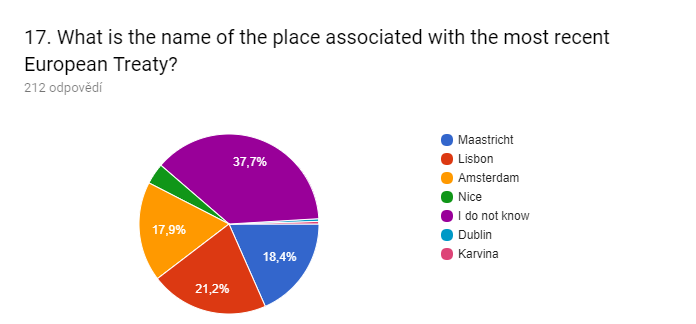 17. What is the name of the place associated with the most recent
European Treaty?
212 odpovědí
37,7%
17,9%
18,4%
21,2%
Maastricht
Lisbon
Amsterdam
Nice
I do not know
Dublin
Karvina